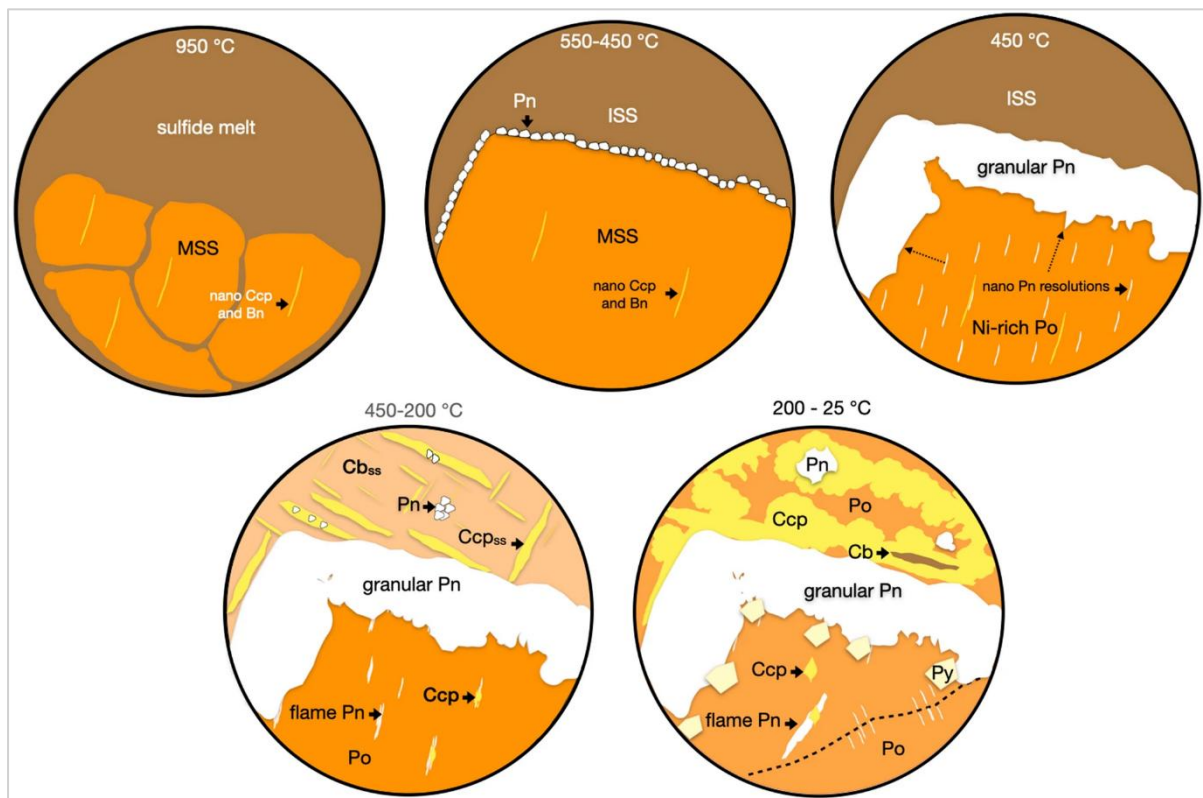 950 °C
sulfide melt
MSS
nano Ccp
and Bn
550-450 °C
Pn
ISS
MSS
nano Ccp
and Bn
450 °C
ISS
granular Pn
nano Pn resolutions
Ni-rich Po
450-200 °C
Cbss
Pn
Ccpss
granular Pn
Ccp
flame Pn
Po
200 - 25 °C
Pn
Po
Ccp
Cb
granular Pn
Ccp
Py
flame Pn
Po